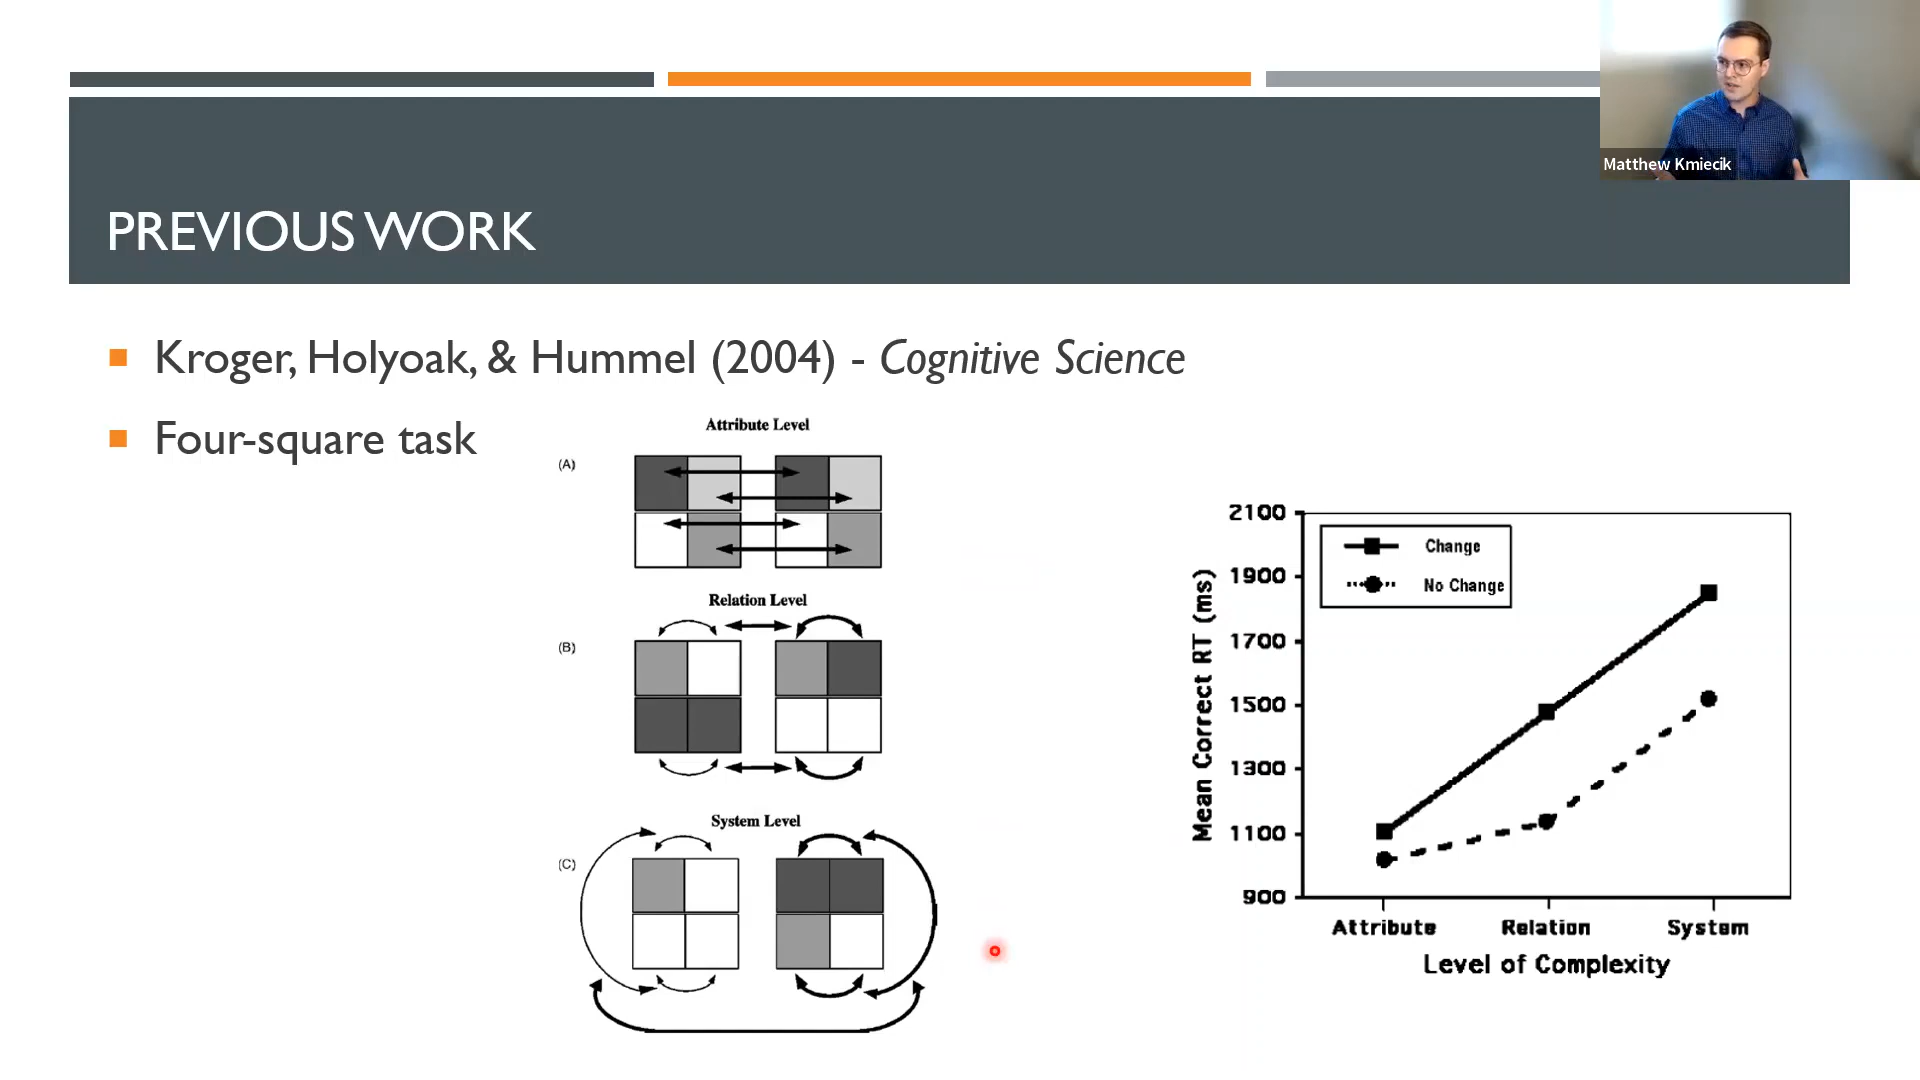 Matthew Kmiecik
PREVIOUS WORK
Kroger, Holyoak, & Hummel (2004) - Cognitive Science
Four-square task
Attribute Level
(A)
Relation Level
(B)
System Level
(C)
Change
No Change
2100
1900
1700
1500
1300
1100
900
Mean Correct RT (ms)
Attribute Relation System
Level of Complexity